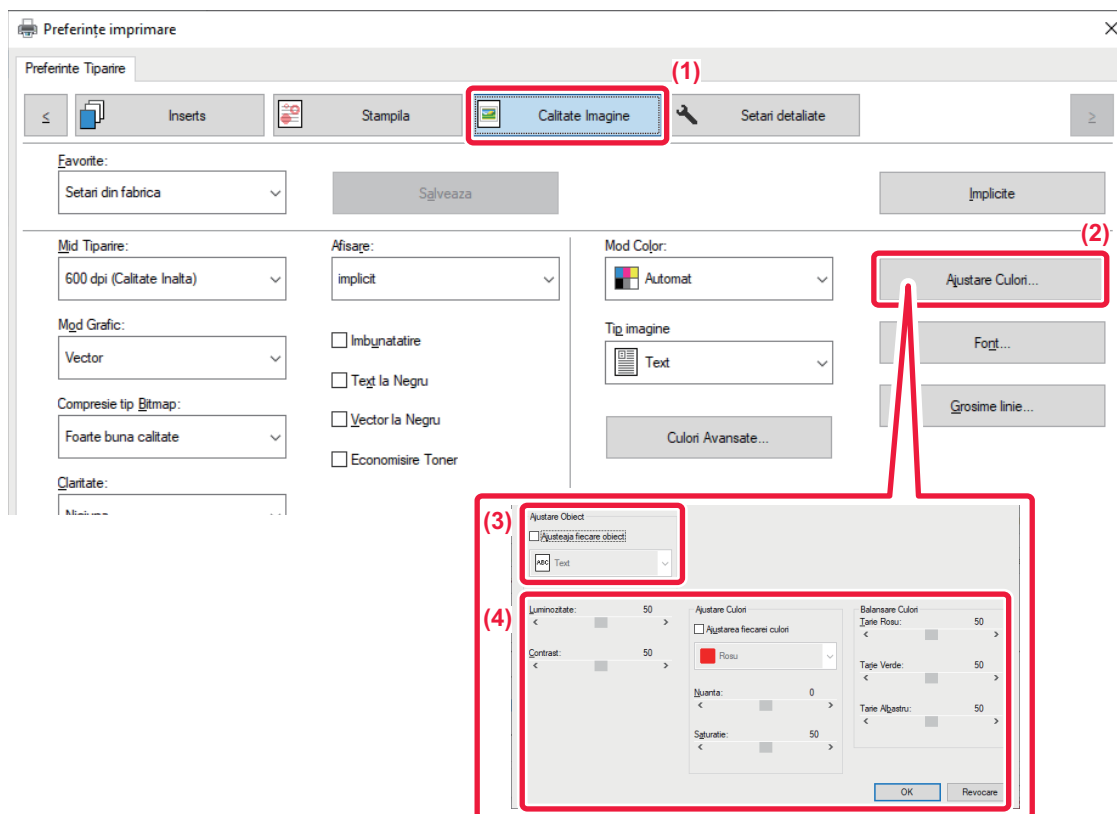 Preferințe imprimare
Preferinte Tiparire
(1)
< Inserts Stampila Calitate Imagine Setari detaliate >
Favorite:
Setari din fabrica Salveaza Implicite
(2)
Mid Tiparire: Afisare: Mod Color:
600 dpi (Calitate Inalta) implicit Automat Ajustare Culori...
Mod Grafic: Tip imagine
Vector Imbunatatire Text Font...
Text la Negru
Compresie tip Bitmap: Vector la Negru Grosime linie...
Foarte buna calitate Culori Avansate...
Economisire Toner
Claritate:
(3)
Ajustare Obiect
Ajusteaja fiecare obiect
ABC Text
(4)
Luminozitate: 50 Ajustare Culori Balansare Culori
Ajustarea fiecarei culori Tarie Rosu: 50
Contrast: 50 Rosu Tarie Verde: 50
Nuanta: 0 Tarie Albastru: 50
Saturatie: 50
OK Revocare